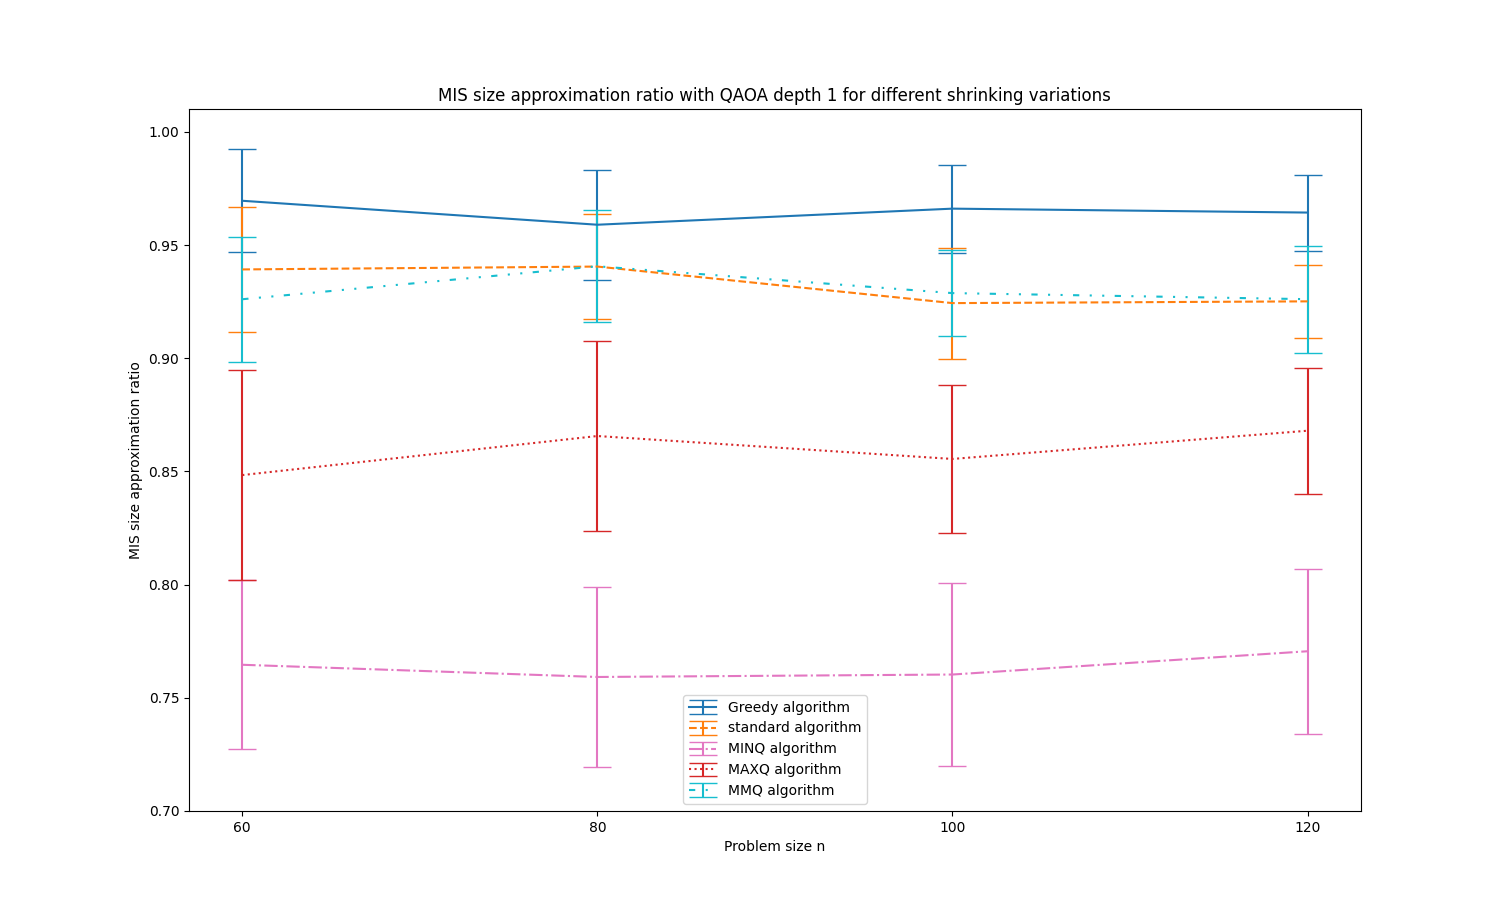 MIS size approximation ratio with QAOA depth 1 for different shrinking variations
1.00
0.95
0.90
0.85
0.80
0.75
0.70
MIS size approximation ratio
60
80
100
120
Problem size n
Greedy algorithm
standard algorithm
MINQ algorithm
MAXQ algorithm
MMQ algorithm